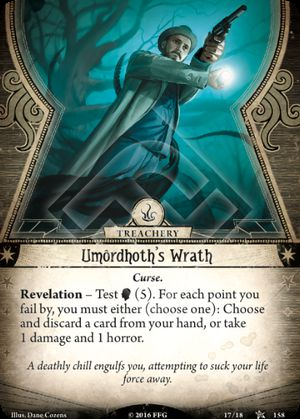 TREACHERY
Umôrdhoth's Wrath
Curse.
Revelation – Test (5). For each point you
fail by, you must either (choose one): Choose
and discard a card from your hand, or take
1 damage and 1 horror.
A deathly chill engulfs you, attempting to suck your life
force away.
Illus. Dane Cozens
© 2016 FFG
17/18
158